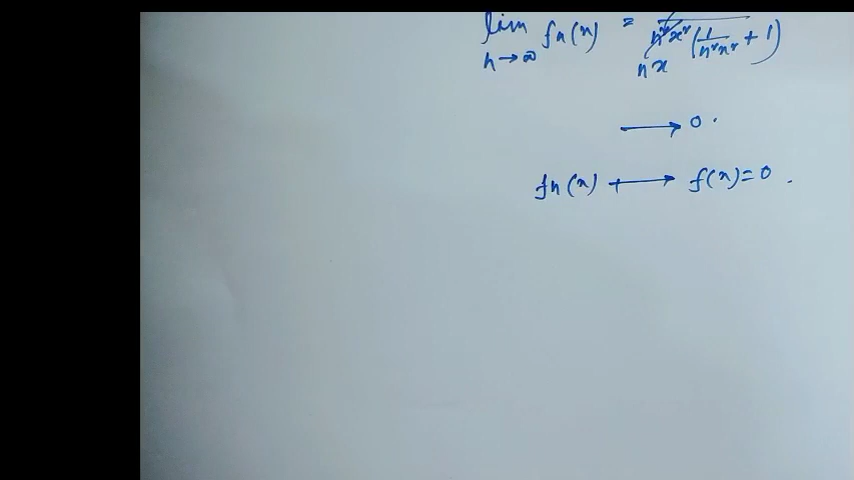 lim fn(x) = n²x²(1/n²x² + 1)
n→∞ nx
→ 0.
fn(x) → f(x)=0.